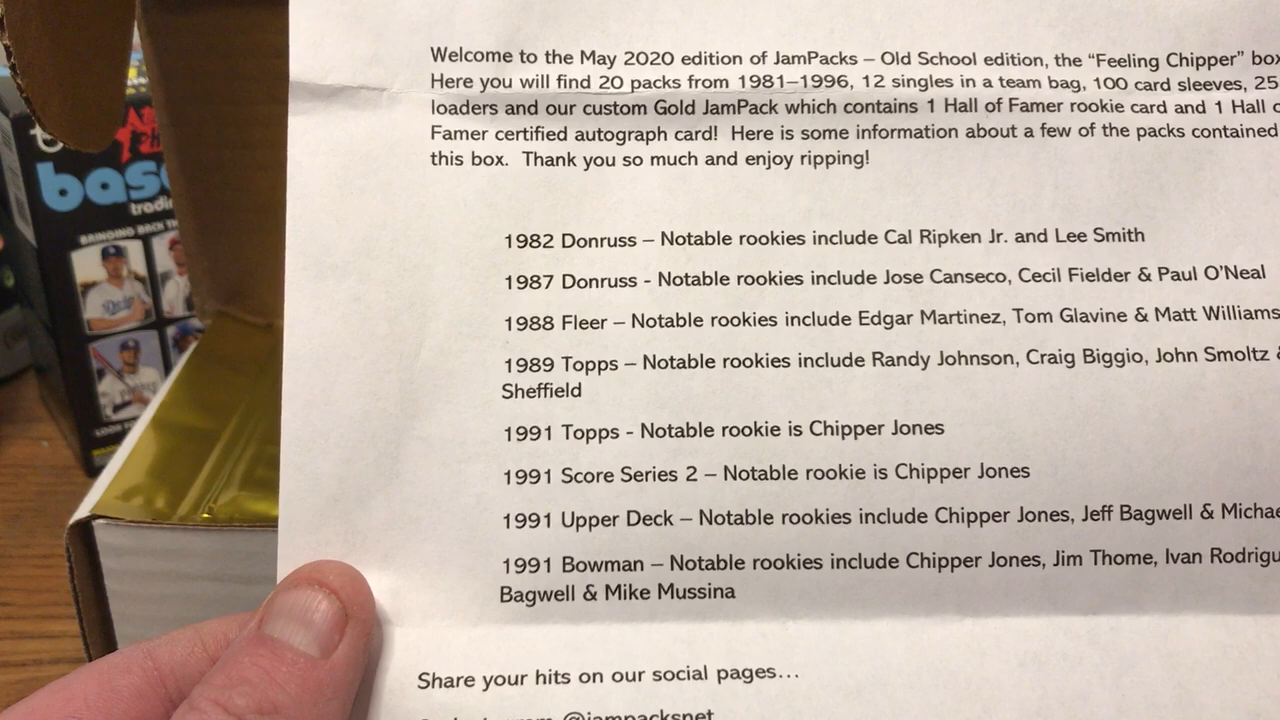 Welcome to the May 2020 edition of JamPacks – Old School edition, the “Feeling Chipper” box
Here you will find 20 packs from 1981–1996, 12 singles in a team bag, 100 card sleeves, 25
loaders and our custom Gold JamPack which contains 1 Hall of Famer rookie card and 1 Hall
Famer certified autograph card! Here is some information about a few of the packs contained
this box. Thank you so much and enjoy ripping!
1982 Donruss – Notable rookies include Cal Ripken Jr. and Lee Smith
1987 Donruss - Notable rookies include Jose Canseco, Cecil Fielder & Paul O’Neal
1988 Fleer – Notable rookies include Edgar Martinez, Tom Glavine & Matt Williams
1989 Topps – Notable rookies include Randy Johnson, Craig Biggio, John Smoltz &
Sheffield
1991 Topps - Notable rookie is Chipper Jones
1991 Score Series 2 – Notable rookie is Chipper Jones
1991 Upper Deck – Notable rookies include Chipper Jones, Jeff Bagwell &
1991 Bowman – Notable rookies include Chipper Jones, Jim Thome, Ivan
Bagwell & Mike Mussina
Share your hits on our social pages...
@jampacksnet
BRINGING BACK